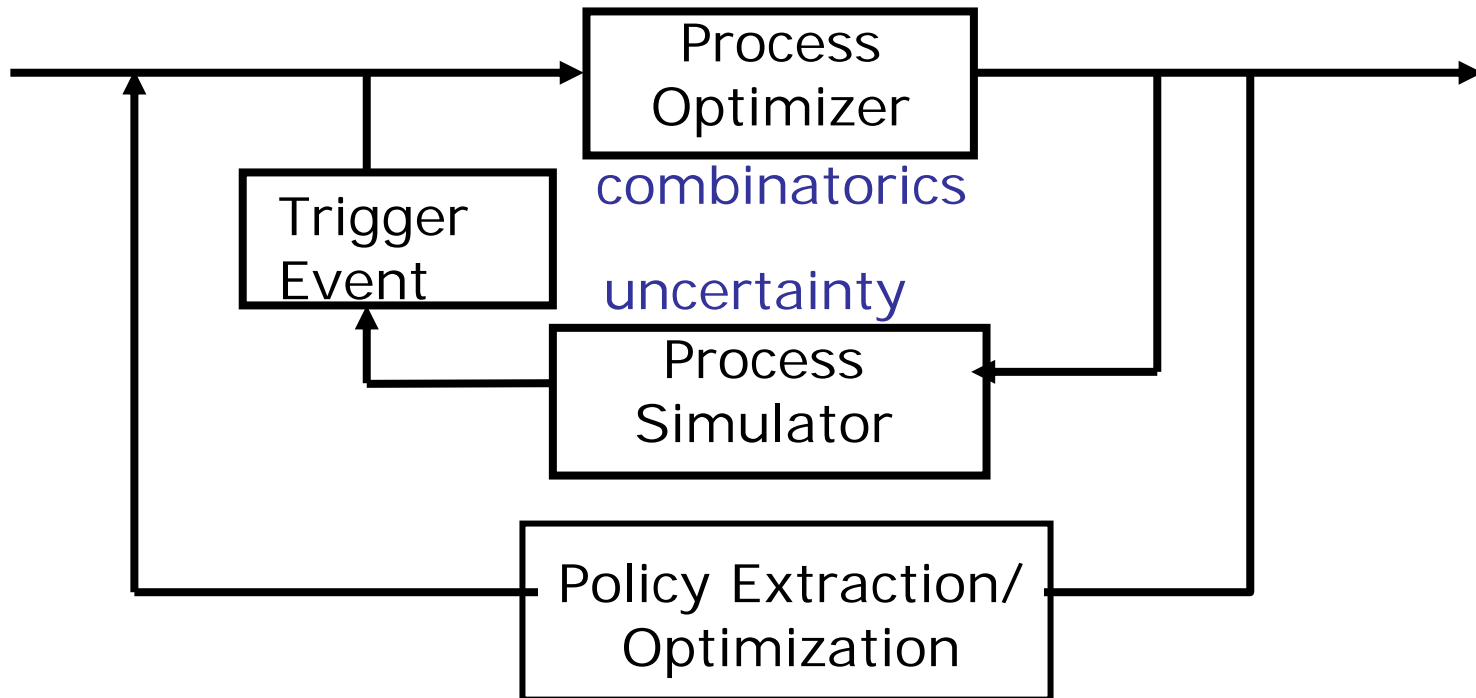 Process
Optimizer
combinatorics
Trigger
Event
uncertainty
Process
Simulator
Policy Extraction/
Optimization